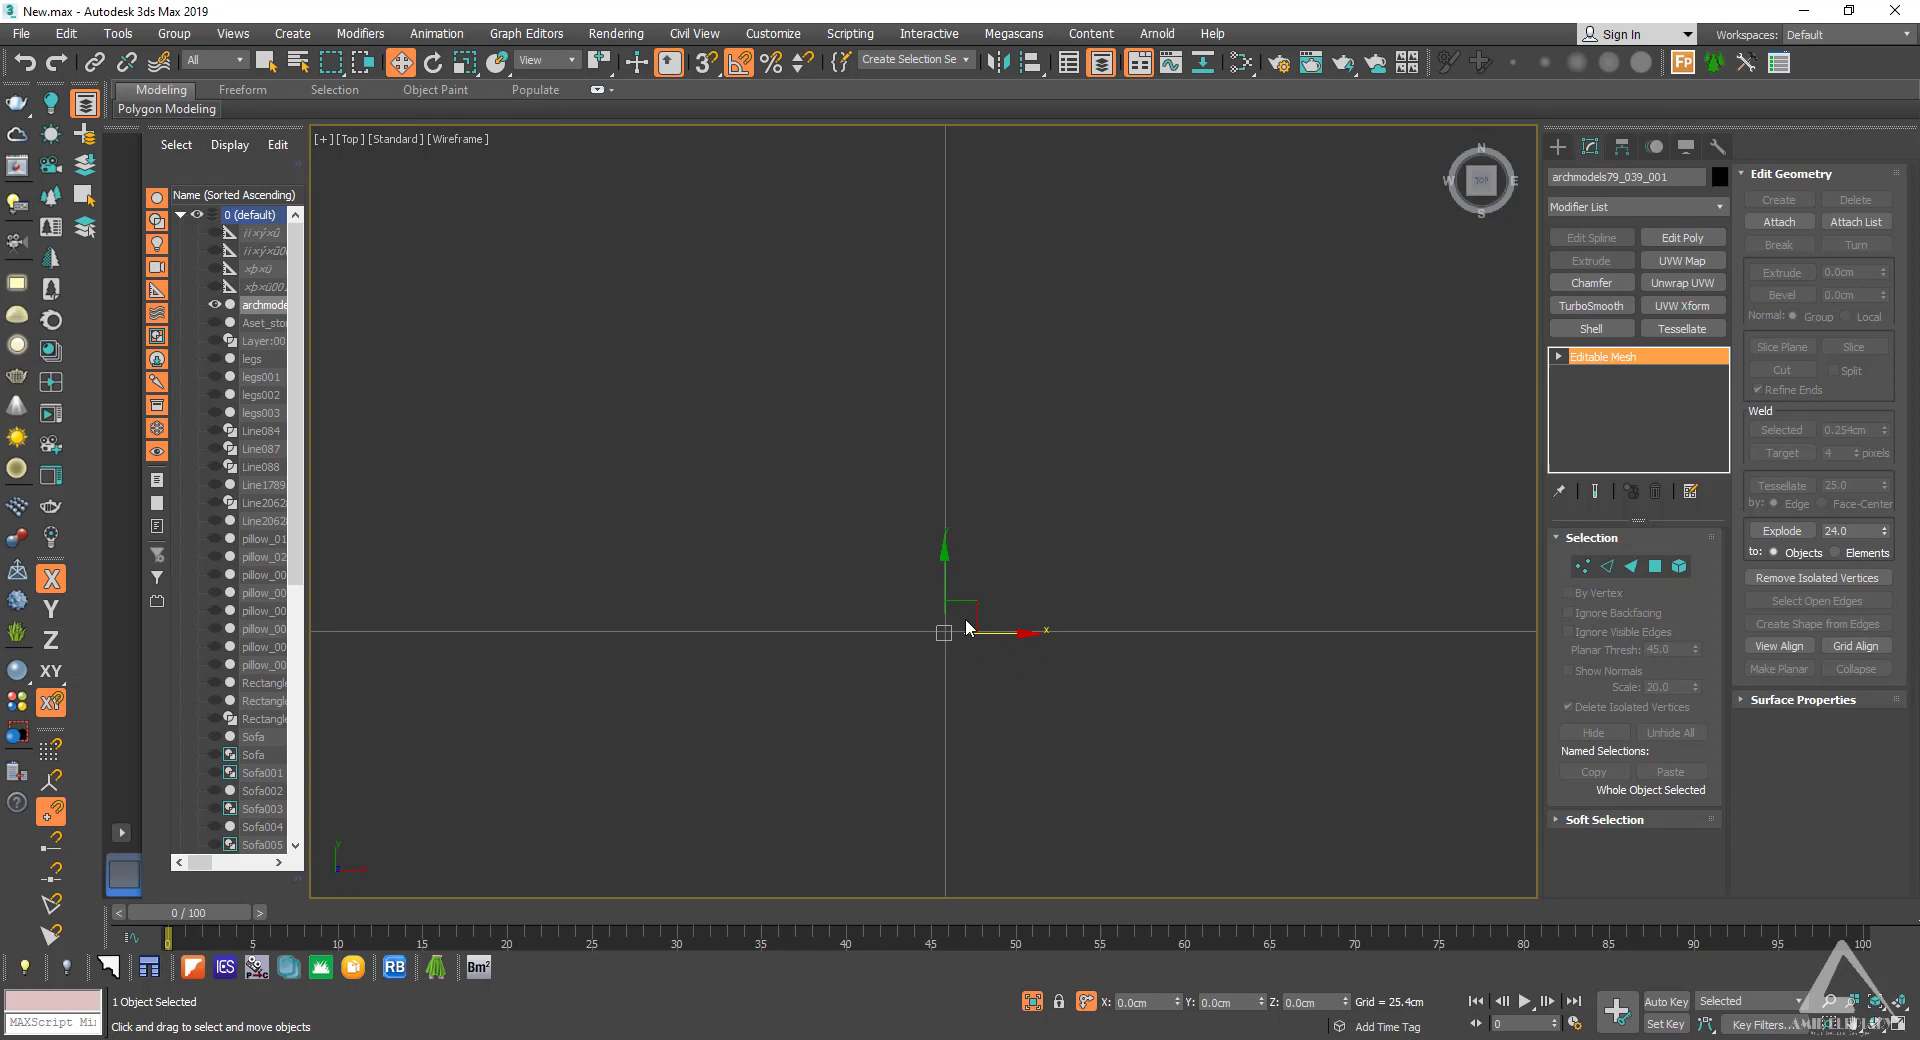 New.max - Autodesk 3ds Max 2019
File Edit Tools Group Views Create Modifiers Animation Graph Editors Rendering Civil View Customize Scripting Interactive Megascans Content Arnold Help
Sign In Workspaces: Default
All View Create Selection Se
Modeling Freeform Selection Object Paint Populate
Polygon Modeling
Select Display Edit
Name (Sorted Ascending)
0 (default)
archmode
Aset_sto
Layer:00
legs
legs001
legs002
legs003
Line084
Line087
Line088
Line1789
Line2062
Line2062
pillow_01
pillow_02
pillow_00
pillow_00
pillow_00
pillow_00
pillow_00
pillow_00
Rectangle
Rectangle
Rectangle
Sofa
Sofa
Sofa001
Sofa002
Sofa003
Sofa004
Sofa005
X
Y
Z
XY
[+] [Top] [Standard] [Wireframe]
N
W TOP E
S
y
x
archmodels79_039_001
Modifier List
Edit Spline Edit Poly
Extrude UVW Map
Chamfer Unwrap UVW
TurboSmooth UVW Xform
Shell Tessellate
Editable Mesh
Selection
By Vertex
Ignore Backfacing
Ignore Visible Edges
Planar Thresh: 45.0
Show Normals
Scale: 20.0
Delete Isolated Vertices
Hide Unhide All
Named Selections:
Copy Paste
Whole Object Selected
Soft Selection
Edit Geometry
Create Delete
Attach Attach List
Break Turn
Extrude 0.0cm
Bevel 0.0cm
Normal: Group Local
Slice Plane Slice
Cut Split
Refine Ends
Weld
Selected 0.254cm
Target 4 pixels
Tessellate 25.0
by: Edge Face-Center
Explode 24.0
to: Objects Elements
Remove Isolated Vertices
Select Open Edges
Create Shape from Edges
View Align Grid Align
Make Planar Collapse
Surface Properties
< 0 / 100 >
0 5 10 15 20 25 30 35 40 45 50 55 60 65 70 75 80 85 90 95 100
ICS RB Bm²
1 Object Selected X: 0.0cm Y: 0.0cm Z: 0.0cm Grid = 25.4cm Auto Key Selected
MAXScript Mi Click and drag to select and move objects Add Time Tag 0 Set Key Key Filters...